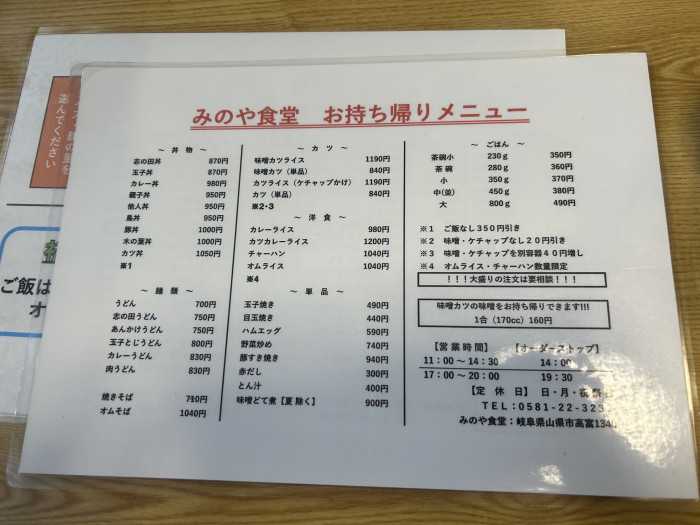 みのや食堂 お持ち帰りメニュー
～ 丼 物 ～
志の田丼 870円
玉子丼 870円
カレー丼 980円
親子丼 950円
他人丼 950円
鳥丼 950円
豚丼 1000円
木の葉丼 1000円
カツ丼 1050円
※1
～ 麺 類 ～
うどん 700円
志の田うどん 750円
あんかけうどん 750円
玉子とじうどん 800円
カレーうどん 830円
肉うどん 830円
焼きそば 710円
オムそば 1040円
～ カ ツ ～
味噌カツライス 1190円
味噌カツ（単品） 840円
カツライス（ケチャップかけ） 1190円
カツ（単品） 840円
※2・3
～ 洋 食 ～
カレーライス 980円
カツカレーライス 1200円
チャーハン 1040円
オムライス 1040円
※4
～ 単 品 ～
玉子焼き 490円
目玉焼き 440円
ハムエッグ 590円
野菜炒め 740円
豚すき焼き 940円
赤だし 300円
とん汁 400円
味噌どて煮【夏 除く】 900円
～ ごはん ～
茶碗小 230ｇ 350円
茶 碗 280ｇ 360円
小 350ｇ 370円
中(並) 450ｇ 380円
大 800ｇ 490円
※１ ご飯なし３５０円引き
※２ 味噌・ケチャップなし２０円引き
※３ 味噌・ケチャップを別容器４０円増し
※４ オムライス・チャーハン数量限定
！！！大盛りの注文は要相談！！！
味噌カツの味噌をお持ち帰りできます!!!
1合（170cc）160円
【営 業 時 間】 【オーダーストップ】
11：00 ～ 14：30 14：00
17：00 ～ 20：00 19：30
【 定 休 日】 日・月・祝祭
ＴＥＬ：０５８１-２２-３２３
みのや食堂：岐阜県山県市高富1340
選んでください
ご飯は
オ